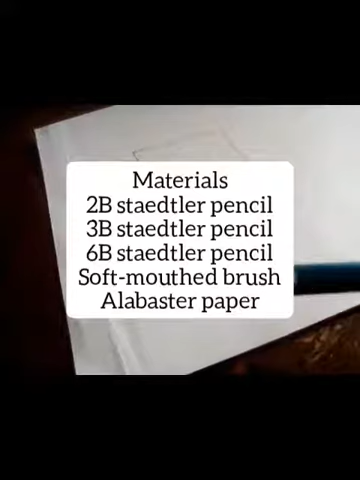 Materials
2B staedtler pencil
3B staedtler pencil
6B staedtler pencil
Soft-mouthed brush
Alabaster paper